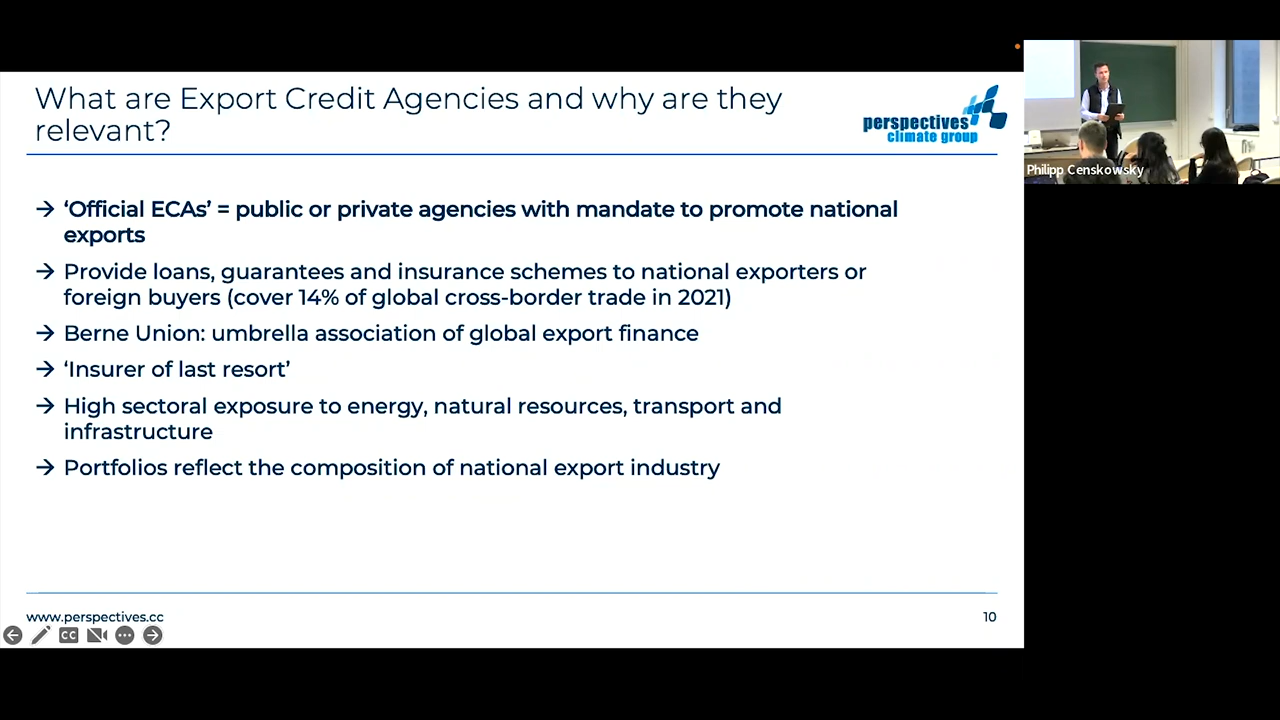 What are Export Credit Agencies and why are they
relevant?
perspectives
climate group
Philipp Censkowsky
→ ‘Official ECAs’ = public or private agencies with mandate to promote national
exports
→ Provide loans, guarantees and insurance schemes to national exporters or
foreign buyers (cover 14% of global cross-border trade in 2021)
→ Berne Union: umbrella association of global export finance
→ ‘Insurer of last resort’
→ High sectoral exposure to energy, natural resources, transport and
infrastructure
→ Portfolios reflect the composition of national export industry
www.perspectives.cc
10
CC